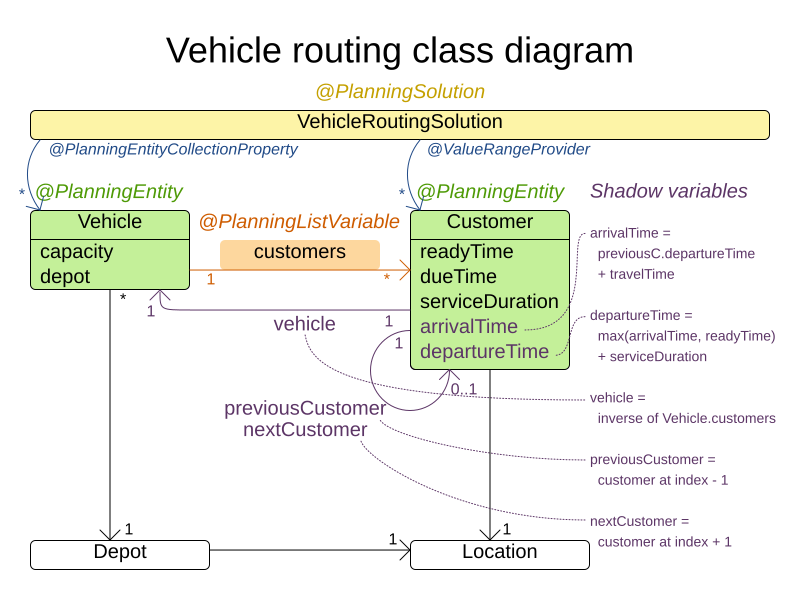 Vehicle routing class diagram
@PlanningSolution
VehicleRoutingSolution
@PlanningEntityCollectionProperty
@ValueRangeProvider
*
@PlanningEntity
*
@PlanningEntity
Shadow variables
Vehicle
capacity
depot
@PlanningListVariable
customers
1
*
Customer
readyTime
dueTime
serviceDuration
arrivalTime
departureTime
arrivalTime =
previousC.departureTime
+ travelTime
departureTime =
max(arrivalTime, readyTime)
+ serviceDuration
*
1
vehicle
1
1
0..1
vehicle =
inverse of Vehicle.customers
previousCustomer
nextCustomer
previousCustomer =
customer at index - 1
nextCustomer =
customer at index + 1
1
1
1
Depot
Location